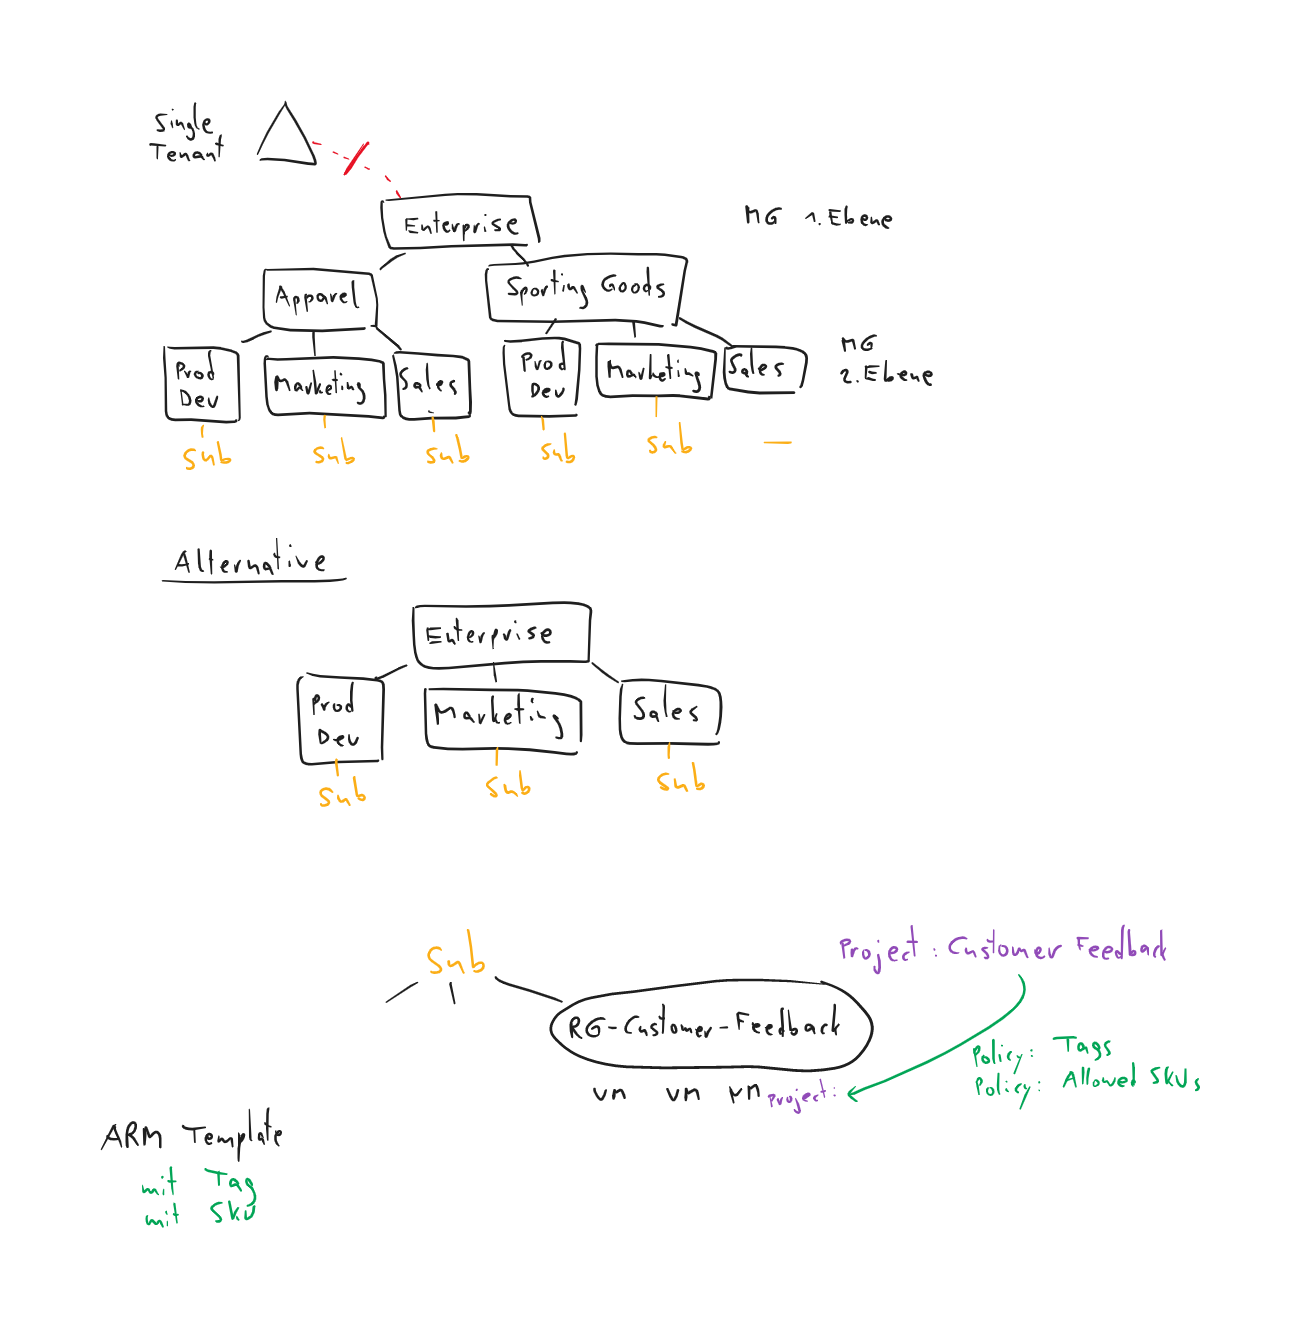 Single
Tenant
Enterprise
MG 1. Ebene
Apparel
Sporting Goods
Prod
Dev
Marketing
Sales
Prod
Dev
Marketing
Sales
MG
2. Ebene
Sub
Sub
Sub
Sub
Sub
—
Alternative
Enterprise
Prod
Dev
Marketing
Sales
Sub
Sub
Sub
Sub
Project: Customer Feedback
RG-Customer-Feedback
Policy: Tags
Policy: Allowed SKUs
VM VM VM Project:
ARM Template
mit Tag
mit SKU